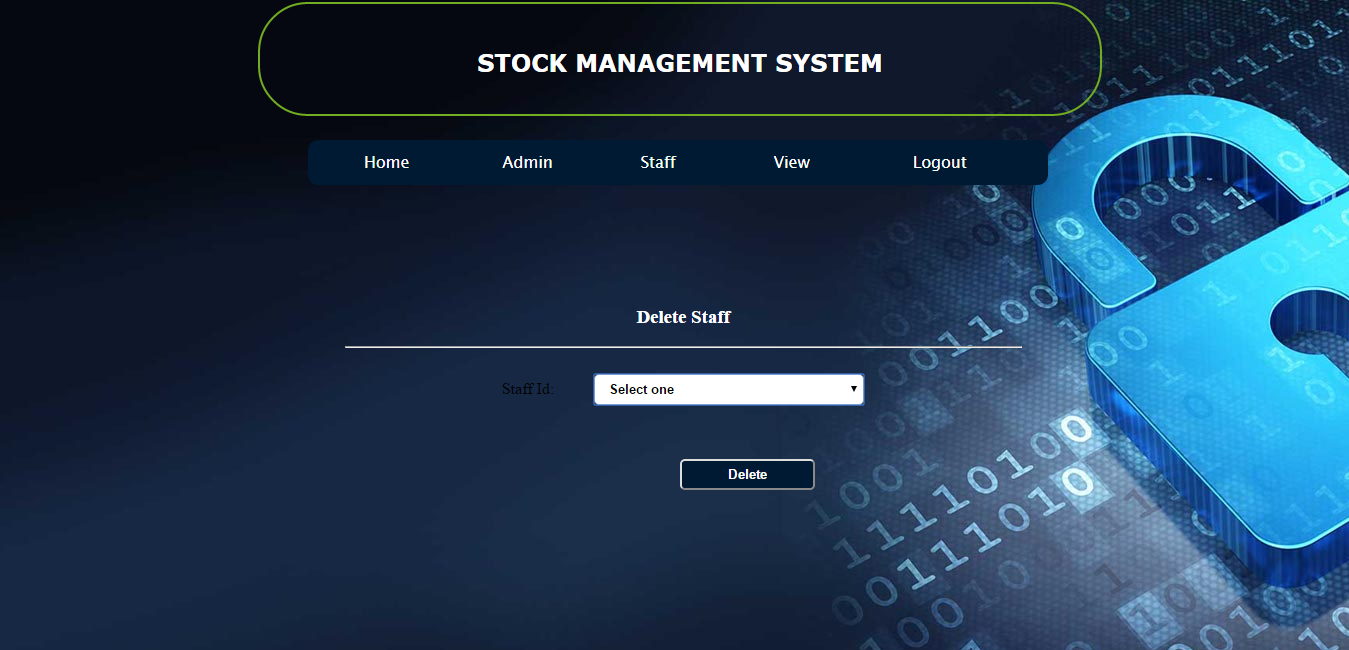 STOCK MANAGEMENT SYSTEM
Home Admin Staff View Logout
Delete Staff
Staff Id: Select one
Delete